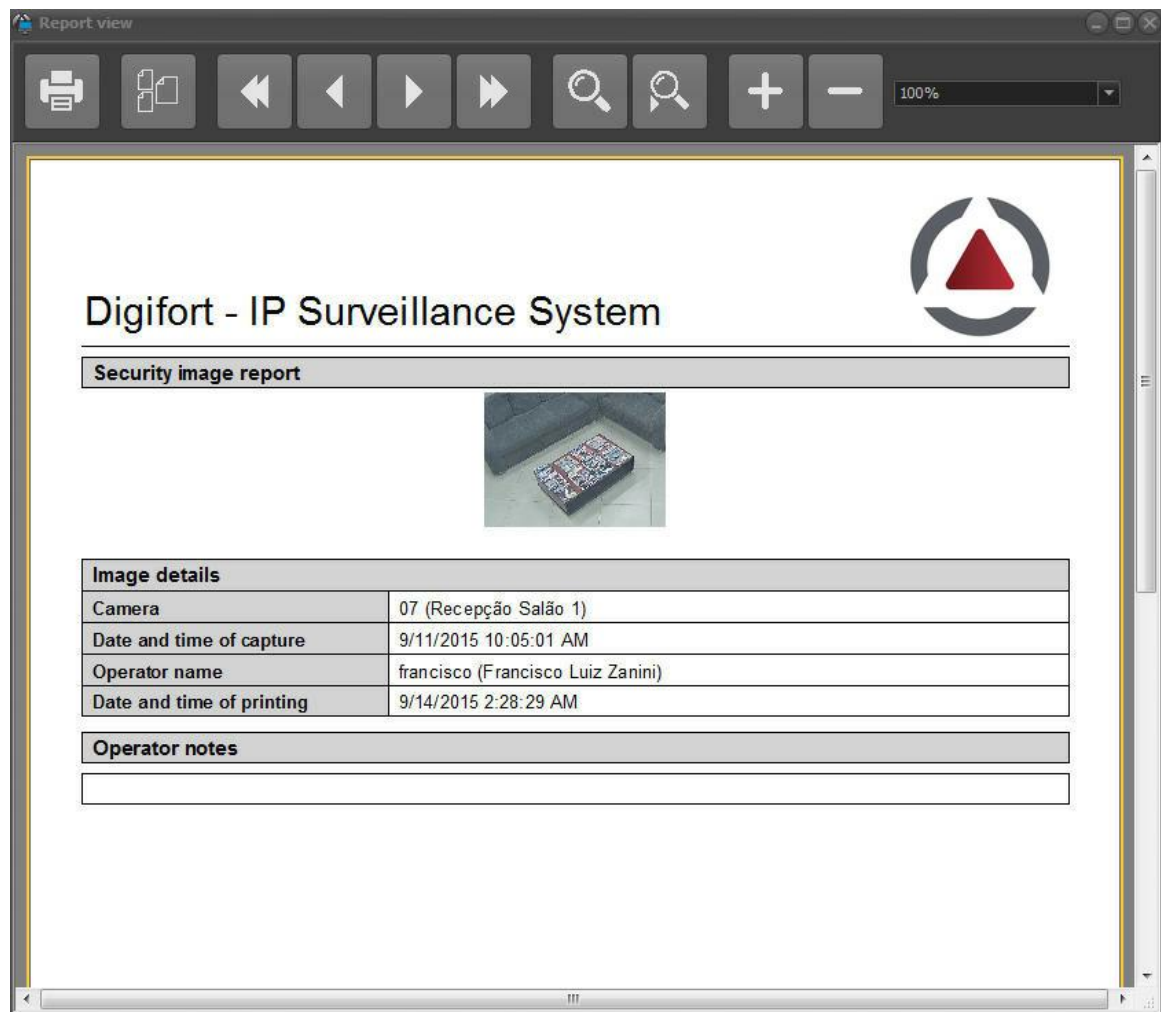 Report view
100%
Digifort - IP Surveillance System
Security image report
Image details
Camera 07 (Recepção Salão 1)
Date and time of capture 9/11/2015 10:05:01 AM
Operator name francisco (Francisco Luiz Zanini)
Date and time of printing 9/14/2015 2:28:29 AM
Operator notes